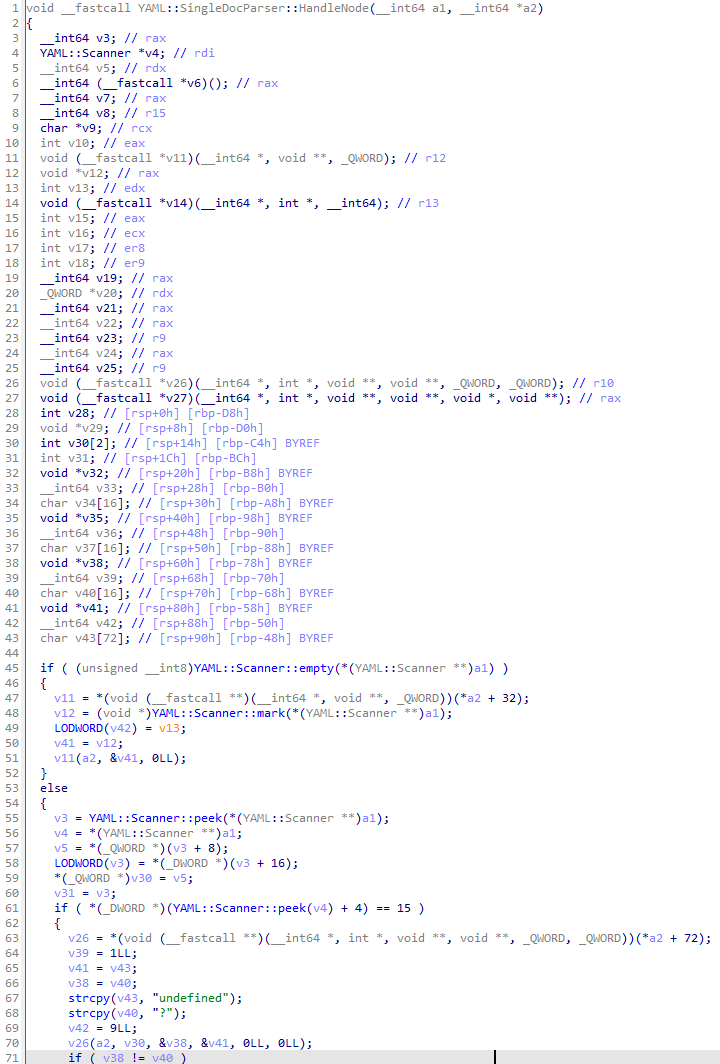 1 void __fastcall YAML::SingleDocParser::HandleNode(__int64 a1, __int64 *a2)
2 {
3 __int64 v3; // rax
4 YAML::Scanner *v4; // rdi
5 __int64 v5; // rdx
6 __int64 (__fastcall *v6)(); // rax
7 __int64 v7; // rax
8 __int64 v8; // r15
9 char *v9; // rcx
10 int v10; // eax
11 void (__fastcall *v11)(__int64 *, void **, _QWORD); // r12
12 void *v12; // rax
13 int v13; // edx
14 void (__fastcall *v14)(__int64 *, int *, __int64); // r13
15 int v15; // eax
16 int v16; // ecx
17 int v17; // er8
18 int v18; // er9
19 __int64 v19; // rax
20 _QWORD *v20; // rdx
21 __int64 v21; // rax
22 __int64 v22; // rax
23 __int64 v23; // r9
24 __int64 v24; // rax
25 __int64 v25; // r9
26 void (__fastcall *v26)(__int64 *, int *, void **, void **, _QWORD, _QWORD); // r10
27 void (__fastcall *v27)(__int64 *, int *, void **, void **, void *, void **); // rax
28 int v28; // [rsp+0h] [rbp-D8h]
29 void *v29; // [rsp+8h] [rbp-D0h]
30 int v30[2]; // [rsp+14h] [rbp-C4h] BYREF
31 int v31; // [rsp+1Ch] [rbp-BCh]
32 void *v32; // [rsp+20h] [rbp-B8h] BYREF
33 __int64 v33; // [rsp+28h] [rbp-B0h]
34 char v34[16]; // [rsp+30h] [rbp-A8h] BYREF
35 void *v35; // [rsp+40h] [rbp-98h] BYREF
36 __int64 v36; // [rsp+48h] [rbp-90h]
37 char v37[16]; // [rsp+50h] [rbp-88h] BYREF
38 void *v38; // [rsp+60h] [rbp-78h] BYREF
39 __int64 v39; // [rsp+68h] [rbp-70h]
40 char v40[16]; // [rsp+70h] [rbp-68h] BYREF
41 void *v41; // [rsp+80h] [rbp-58h] BYREF
42 __int64 v42; // [rsp+88h] [rbp-50h]
43 char v43[72]; // [rsp+90h] [rbp-48h] BYREF
44
45 if ( (unsigned __int8)YAML::Scanner::empty(*(YAML::Scanner **)a1) )
46 {
47 v11 = *(void (__fastcall **)(__int64 *, void **, _QWORD))(*a2 + 32);
48 v12 = (void *)YAML::Scanner::mark(*(YAML::Scanner **)a1);
49 LODWORD(v42) = v13;
50 v41 = v12;
51 v11(a2, &v41, 0LL);
52 }
53 else
54 {
55 v3 = YAML::Scanner::peek(*(YAML::Scanner **)a1);
56 v4 = *(YAML::Scanner **)a1;
57 v5 = *(_QWORD *)(v3 + 8);
58 LODWORD(v3) = *(_DWORD *)(v3 + 16);
59 *(_QWORD *)v30 = v5;
60 v31 = v3;
61 if ( *(_DWORD *)(YAML::Scanner::peek(v4) + 4) == 15 )
62 {
63 v26 = *(void (__fastcall **)(__int64 *, int *, void **, void **, _QWORD, _QWORD))(*a2 + 72);
64 v39 = 1LL;
65 v41 = v43;
66 v38 = v40;
67 strcpy(v43, "undefined");
68 strcpy(v40, "?");
69 v42 = 9LL;
70 v26(a2, v30, &v38, &v41, 0LL, 0LL);
71 if ( v38 != v40 )